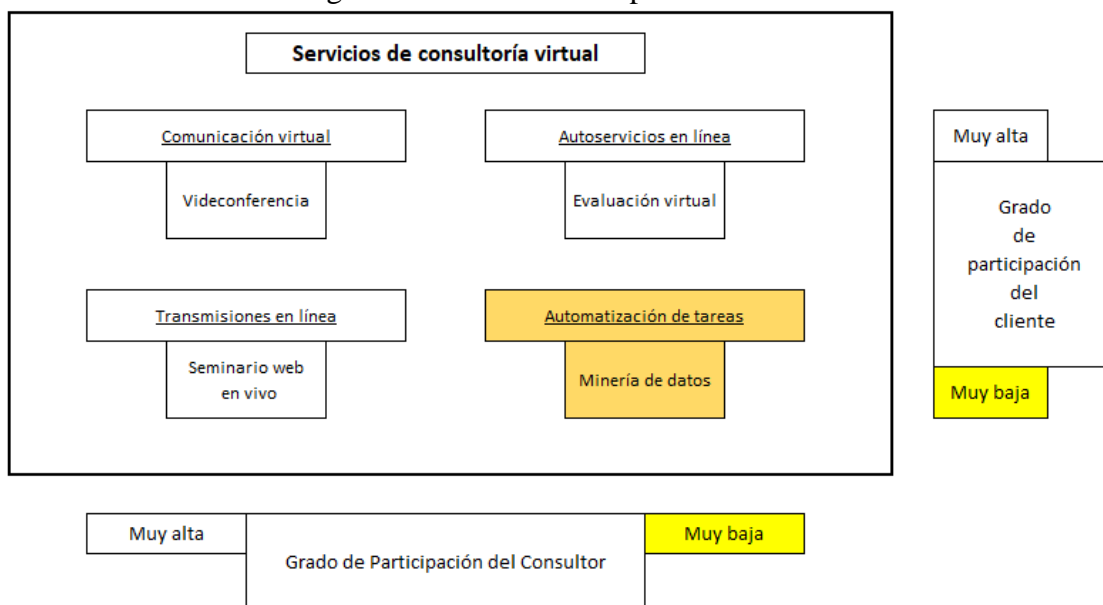 Servicios de consultoría virtual
Comunicación virtual
Autoservicios en línea
Muy alta
Videconferencia
Evaluación virtual
Grado
de
participación
del
cliente
Transmisiones en línea
Automatización de tareas
Seminario web
en vivo
Minería de datos
Muy baja
Muy alta
Muy baja
Grado de Participación del Consultor